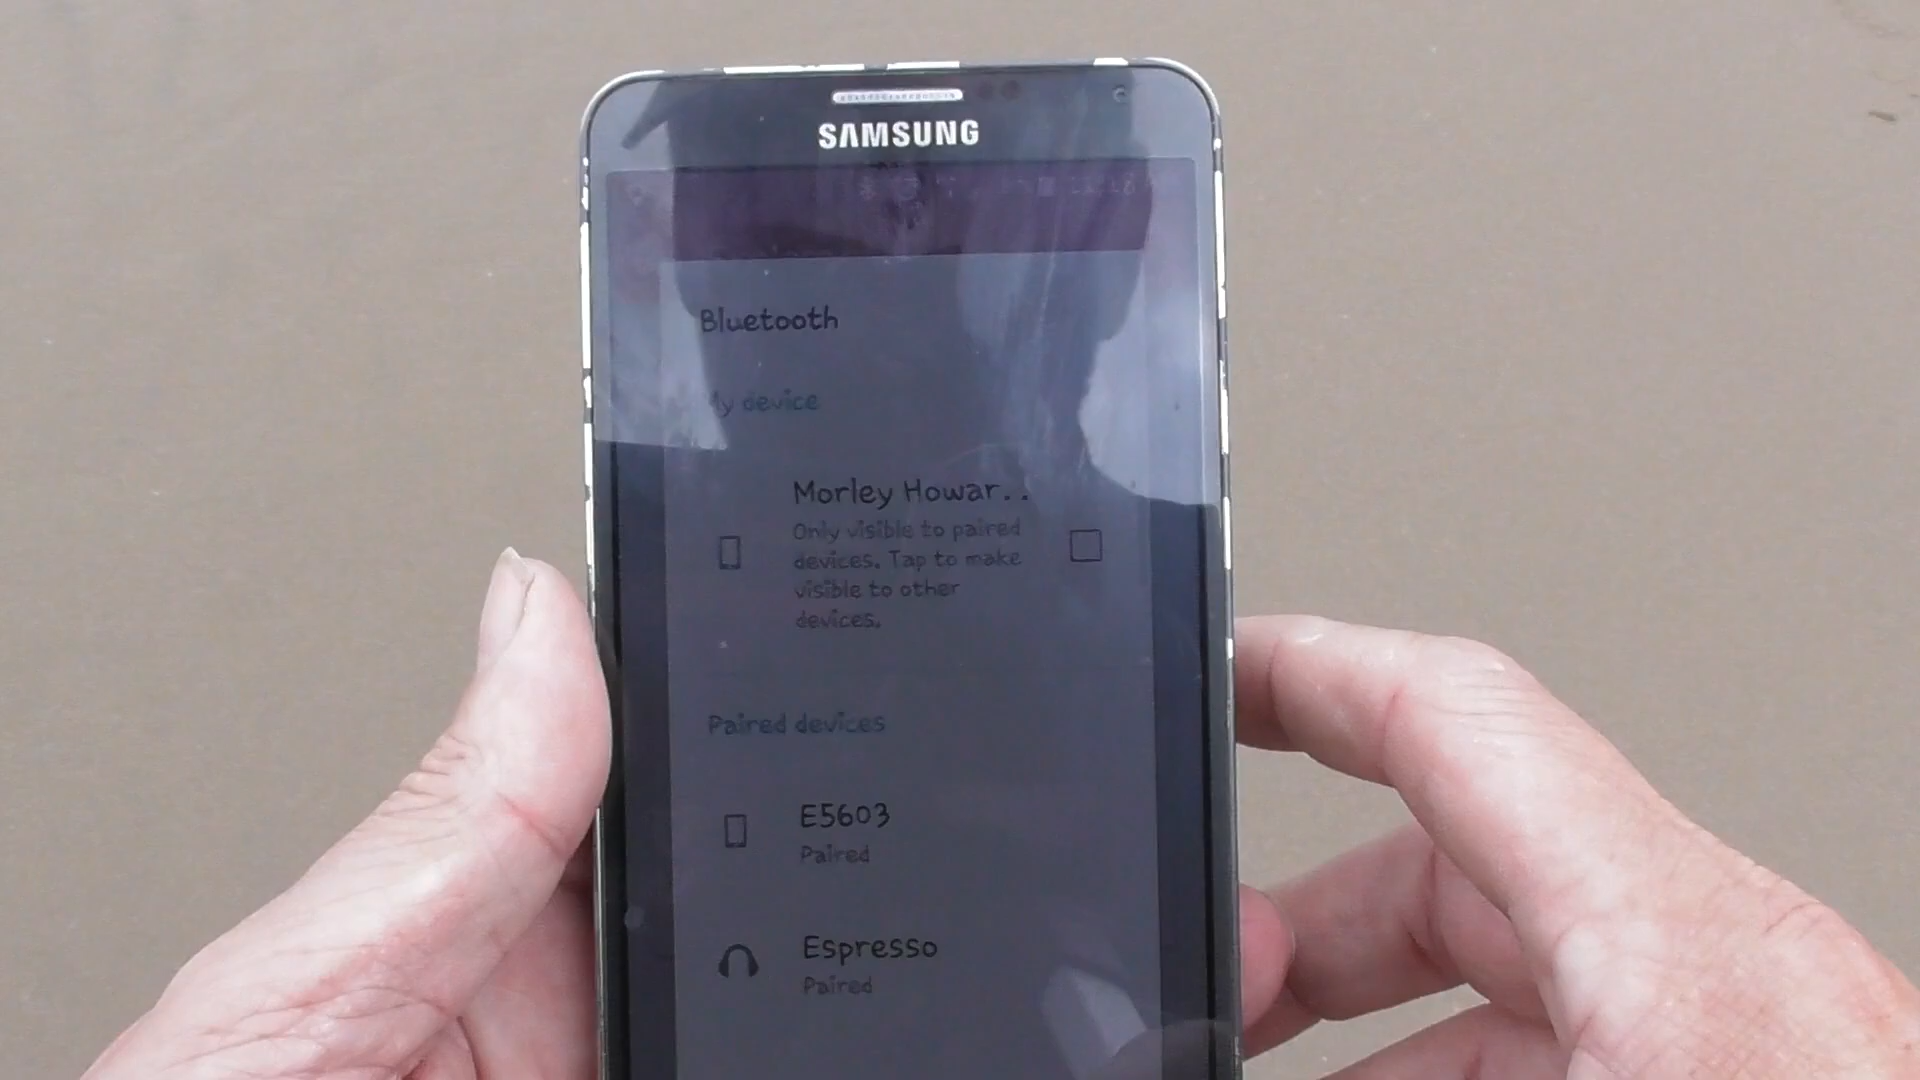 SAMSUNG
Bluetooth
My device
Morley Howar..
Only visible to paired
devices. Tap to make
visible to other
devices.
Paired devices
E5603
Paired
Espresso
Paired